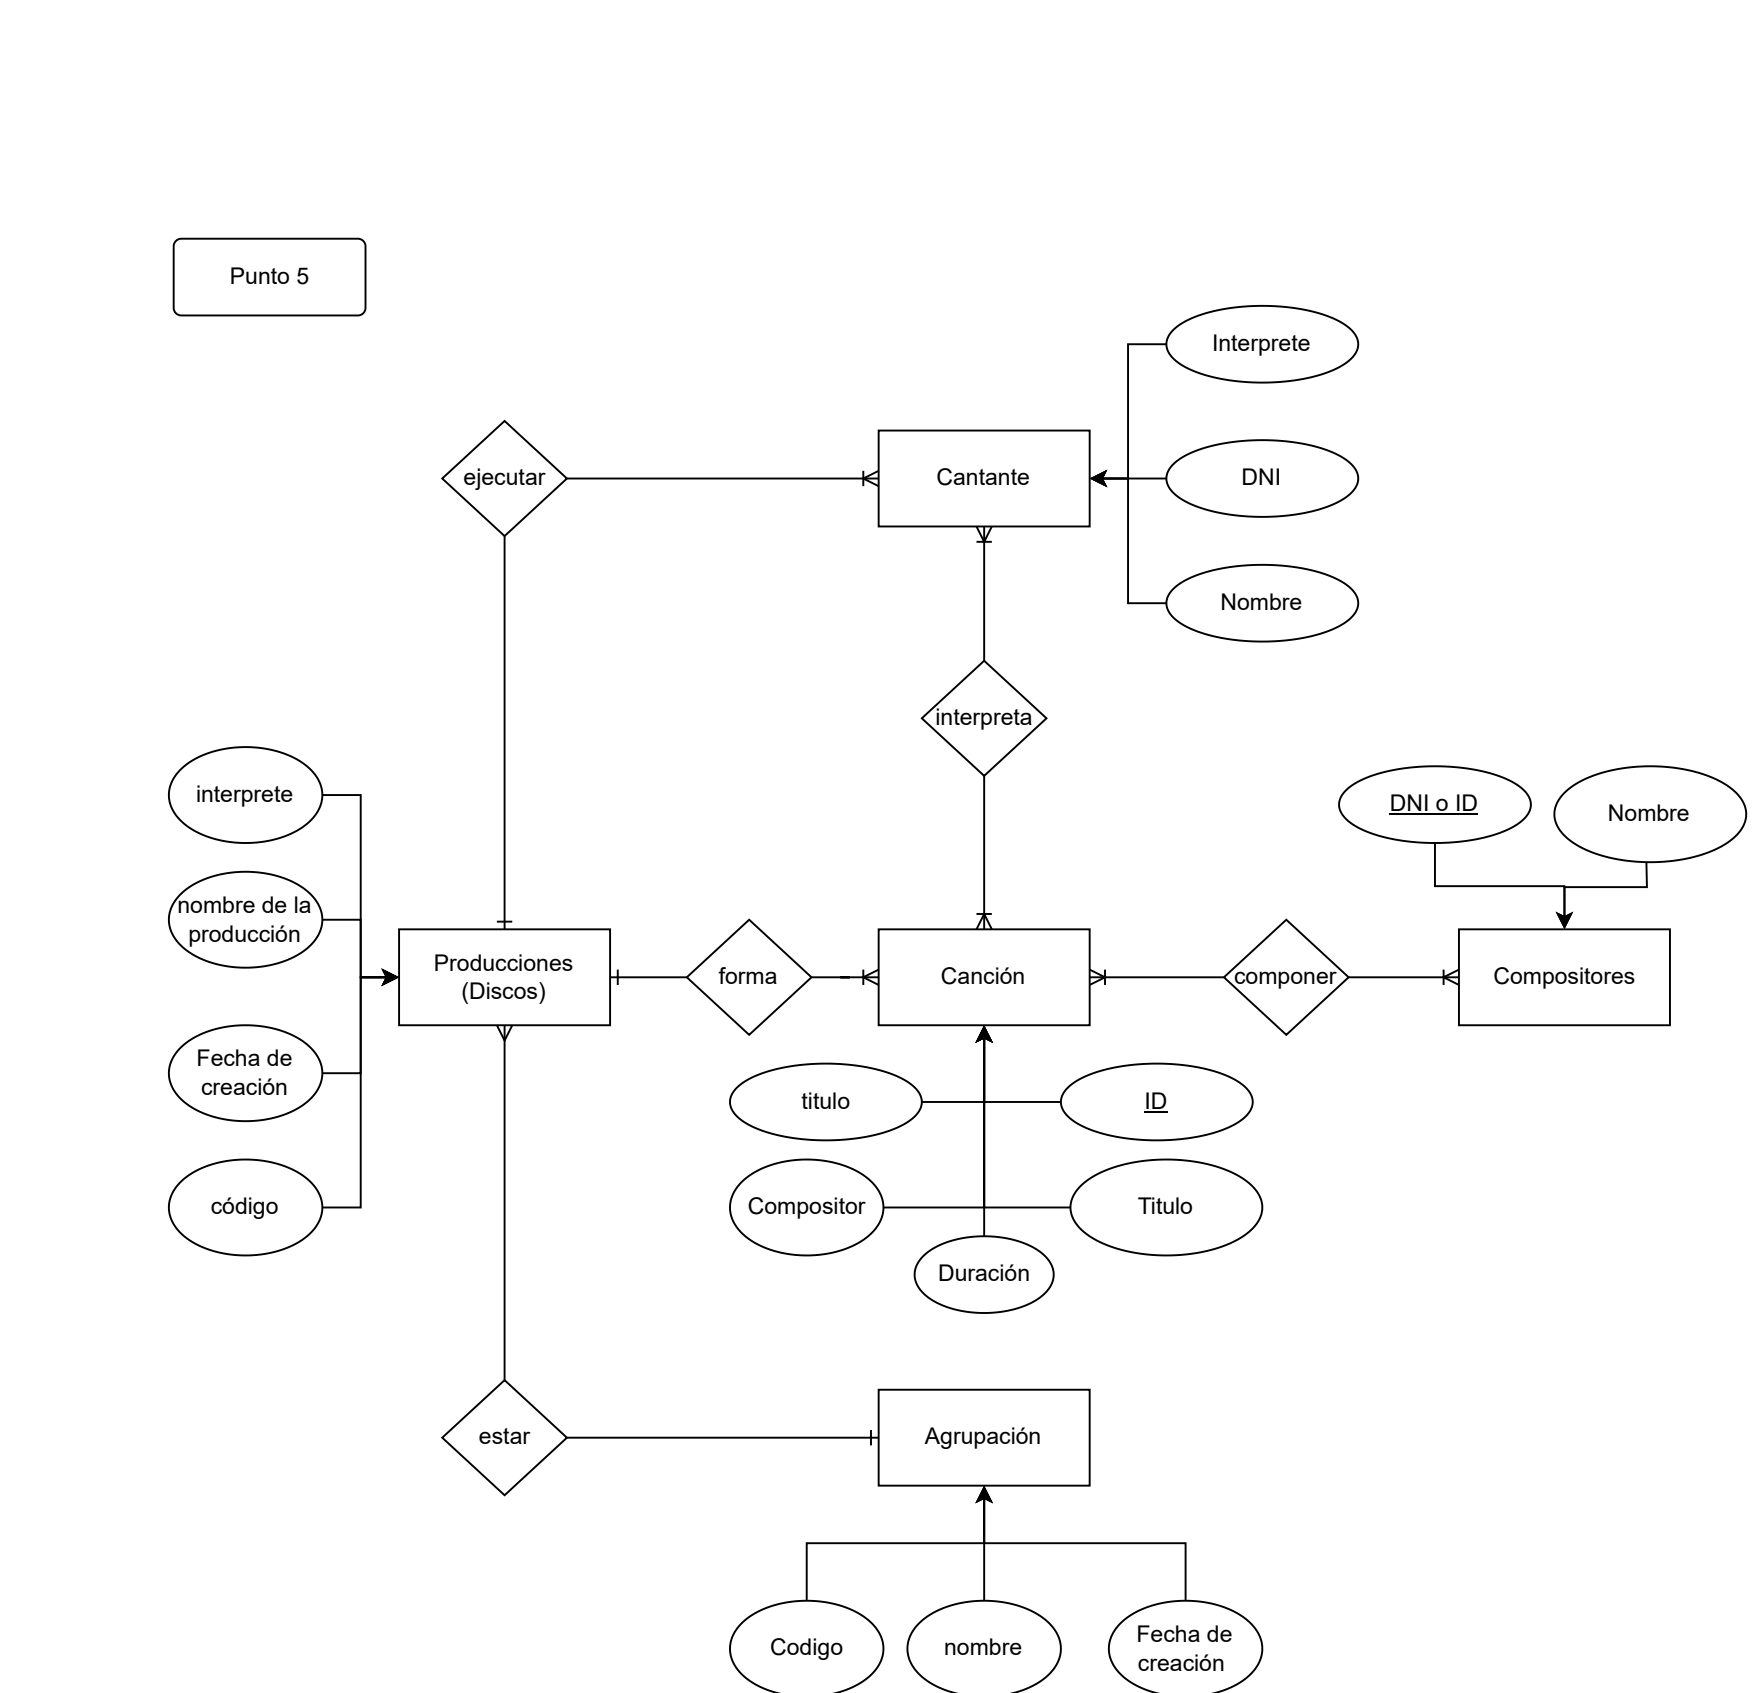 Punto 5
Interprete
ejecutar
Cantante
DNI
Nombre
interpreta
interprete
DNI o ID
Nombre
nombre de la
producción
Producciones
(Discos)
forma
Canción
componer
Compositores
Fecha de
creación
titulo
ID
código
Compositor
Titulo
Duración
estar
Agrupación
Codigo
nombre
Fecha de
creación